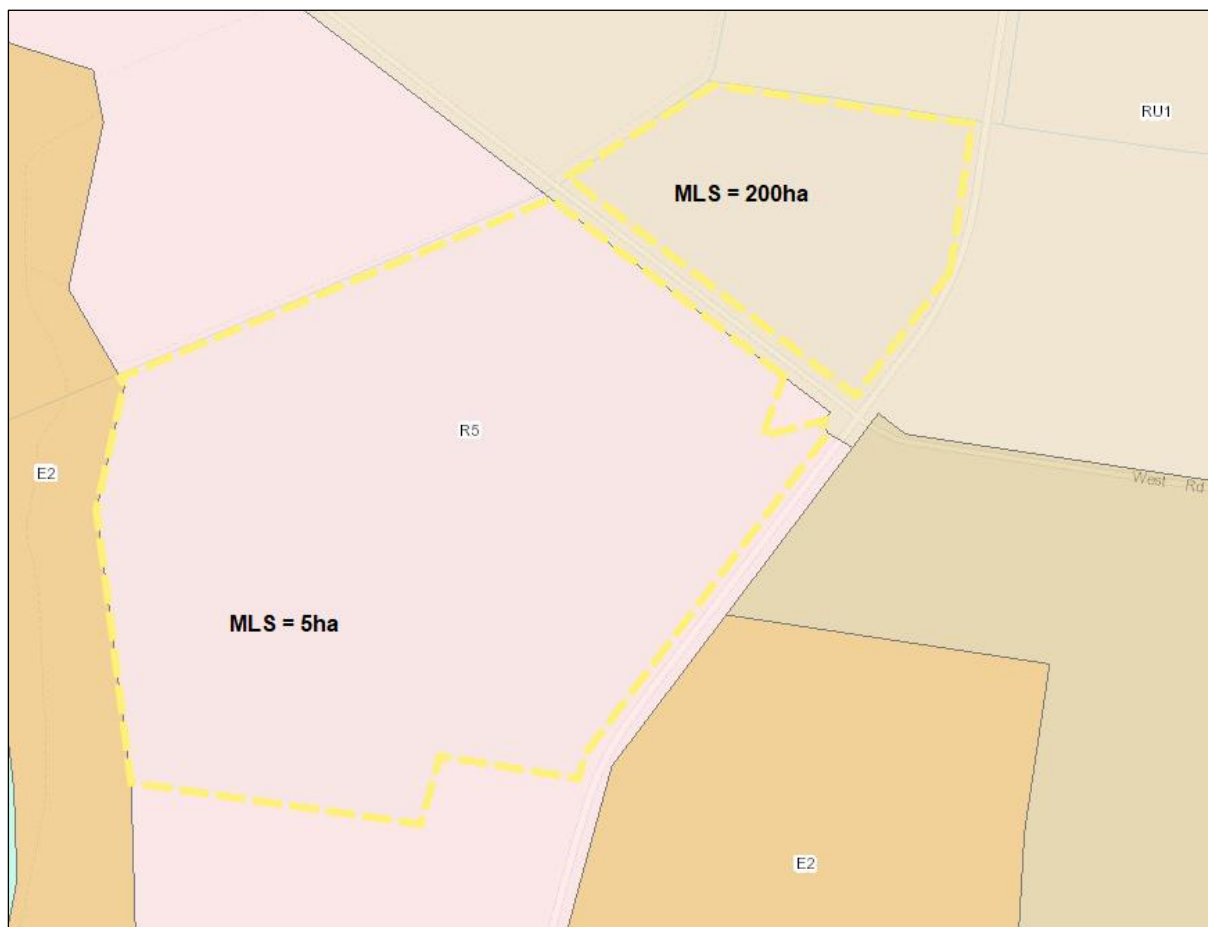 RU1
MLS = 200ha
R5
E2
West Rd
MLS = 5ha
E2